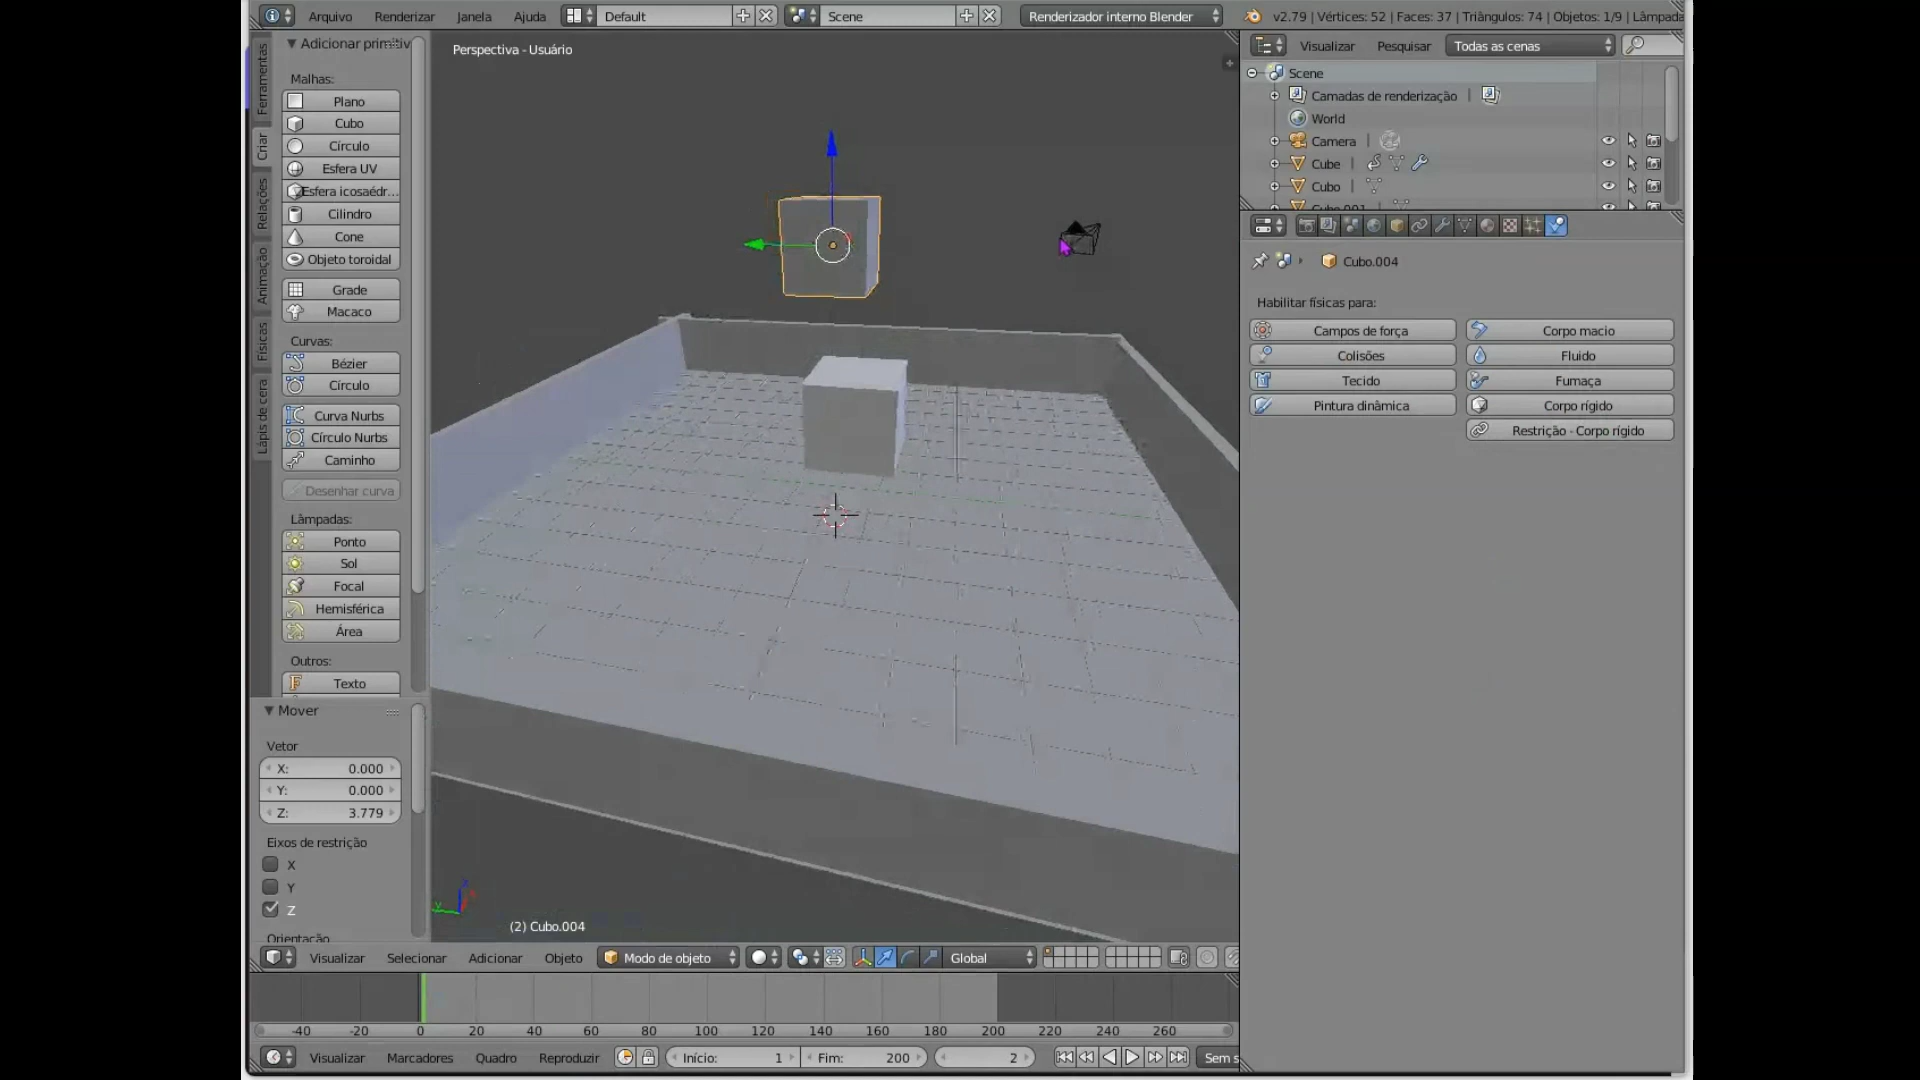 Arquivo Renderizar Janela Ajuda Default Scene Renderizador interno Blender v2.79 | Vértices: 52 | Faces: 37 | Triângulos: 74 | Objetos: 1/9 | Lâmpada
Adicionar primitiv
Perspectiva - Usuário
Visualizar Pesquisar Todas as cenas
Scene
Camadas de renderização
World
Camera
Cube
Cubo
Ferramentas
Criar
Relações
Animação
Físicas
Lápis de cera
Malhas:
Plano
Cubo
Círculo
Esfera UV
Esfera icosaédr...
Cilindro
Cone
Objeto toroidal
Grade
Macaco
Curvas:
Bézier
Círculo
Curva Nurbs
Círculo Nurbs
Caminho
Desenhar curva
Lâmpadas:
Ponto
Sol
Focal
Hemisférica
Área
Outros:
Texto
Mover
Vetor
X: 0.000
Y: 0.000
Z: 3.779
Eixos de restrição
X
Y
Z
Orientação
Cubo.004
Habilitar físicas para:
Campos de força Corpo macio
Colisões Fluido
Tecido Fumaça
Pintura dinâmica Corpo rígido
Restrição - Corpo rígido
(2) Cubo.004
Visualizar Selecionar Adicionar Objeto Modo de objeto Global
-40 -20 0 20 40 60 80 100 120 140 160 180 200 220 240 260
Visualizar Marcadores Quadro Reproduzir Início: 1 Fim: 200 2 Sem s